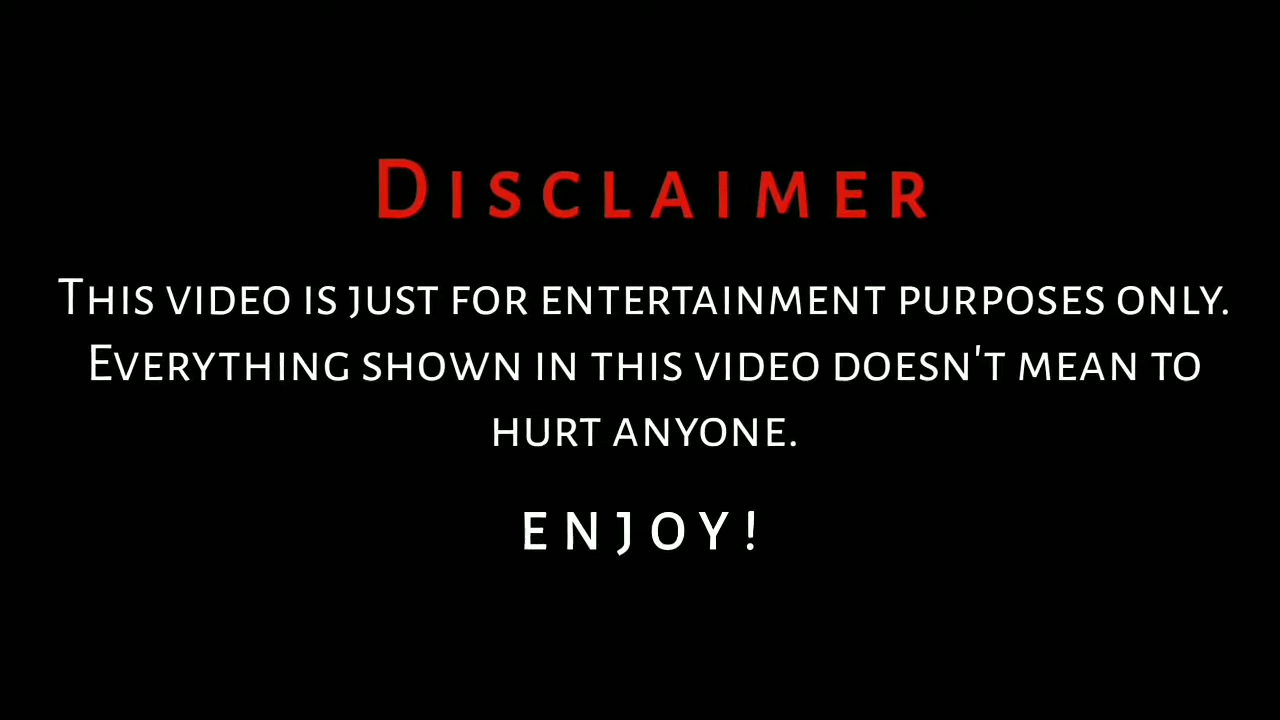 Disclaimer
This video is just for entertainment purposes only.
Everything shown in this video doesn't mean to
hurt anyone.
ENJOY!